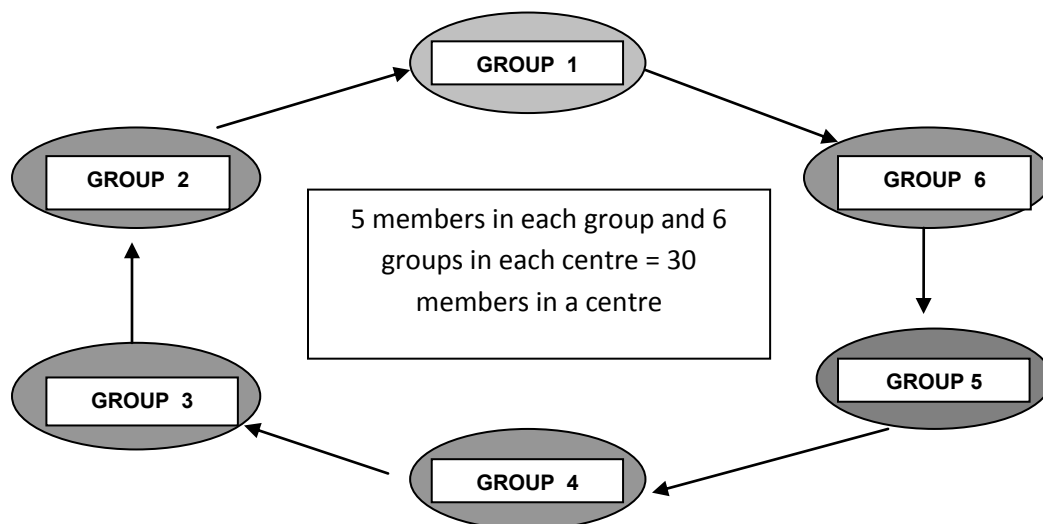 GROUP 1
GROUP 2
GROUP 6
5 members in each group and 6
groups in each centre = 30
members in a centre
GROUP 3
GROUP 5
GROUP 4